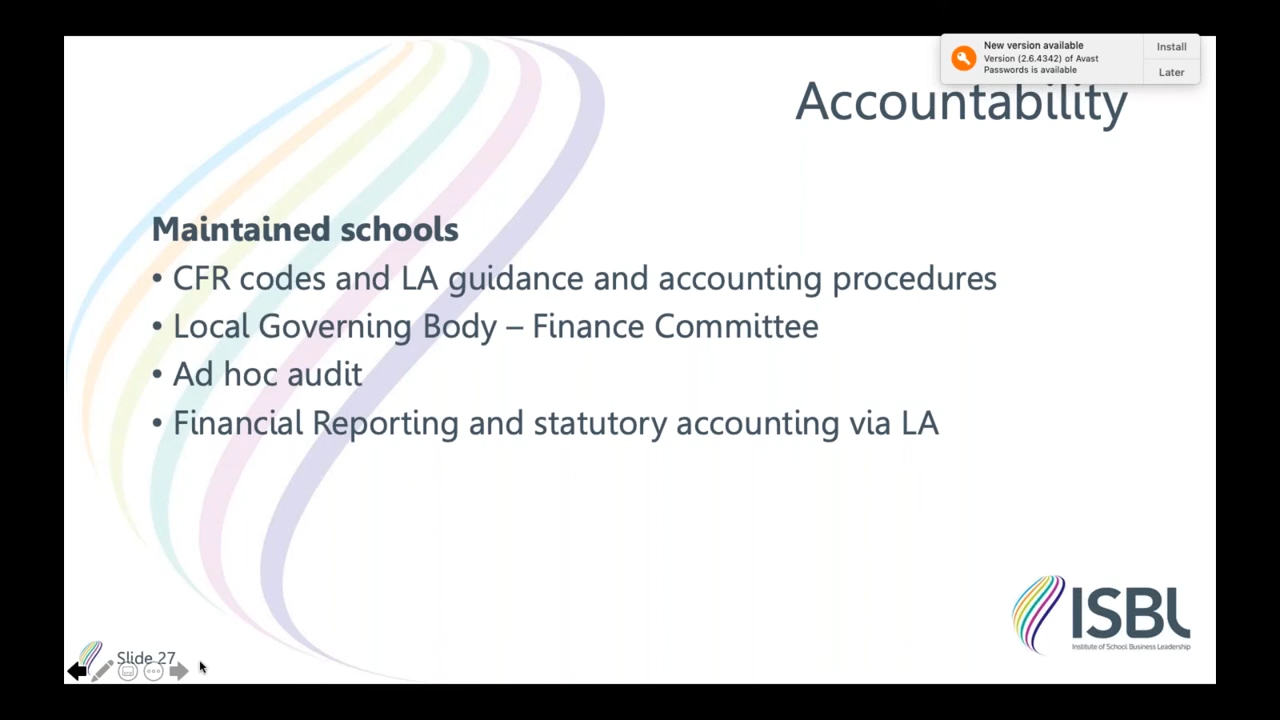 New version available
Install
Version (2.6.4342) of Avast
Passwords is available
Later
Accountability
Maintained schools
• CFR codes and LA guidance and accounting procedures
• Local Governing Body – Finance Committee
• Ad hoc audit
• Financial Reporting and statutory accounting via LA
ISBL
Institute of School Business Leadership
Slide 27